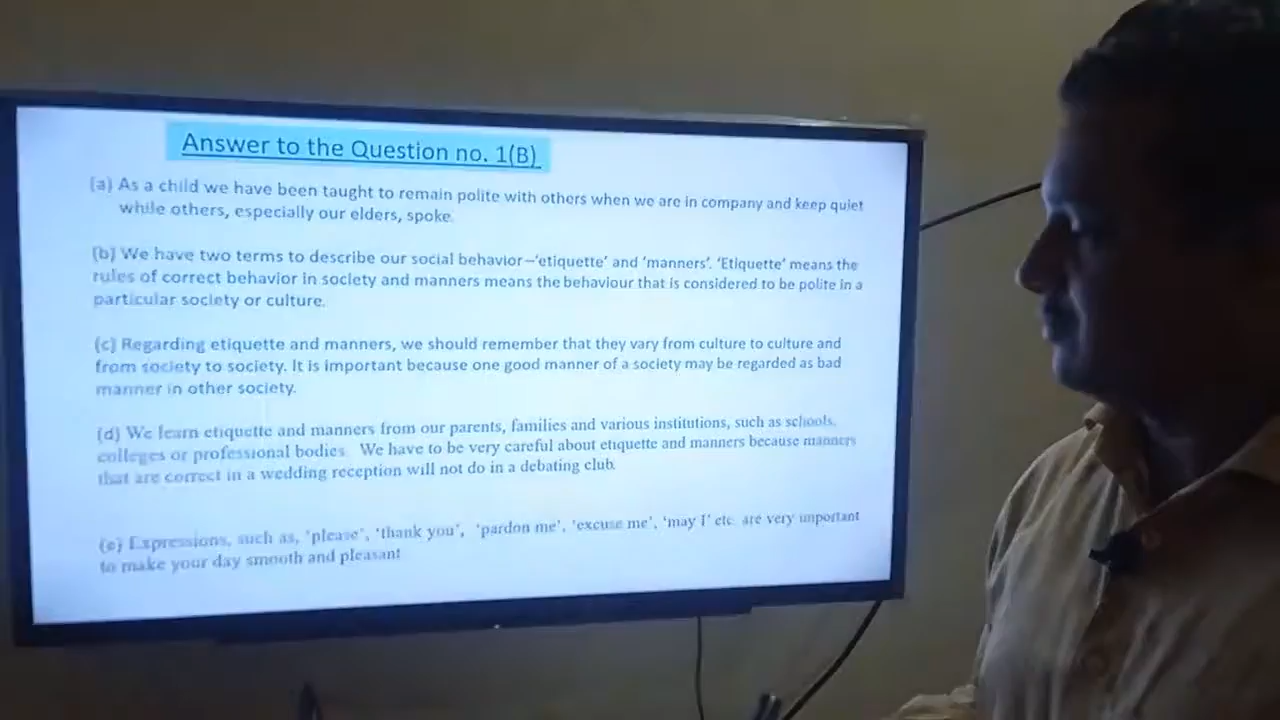 Answer to the Question no. 1(B)
(a) As a child we have been taught to remain polite with others when we are in company and keep quiet
while others, especially our elders, spoke.
(b) We have two terms to describe our social behavior–‘etiquette’ and ‘manners’. ‘Etiquette’ means the
rules of correct behavior in society and manners means the behaviour that is considered to be polite in a
particular society or culture.
(c) Regarding etiquette and manners, we should remember that they vary from culture to culture and
from society to society. It is important because one good manner of a society may be regarded as bad
manner in other society.
(d) We learn etiquette and manners from our parents, families and various institutions, such as schools,
colleges or professional bodies. We have to be very careful about etiquette and manners because manners
that are correct in a wedding reception will not do in a debating club.
(e) Expressions, such as, ‘please’, ‘thank you’, ‘pardon me’, ‘excuse me’, ‘may I’ etc. are very important
to make your day smooth and pleasant